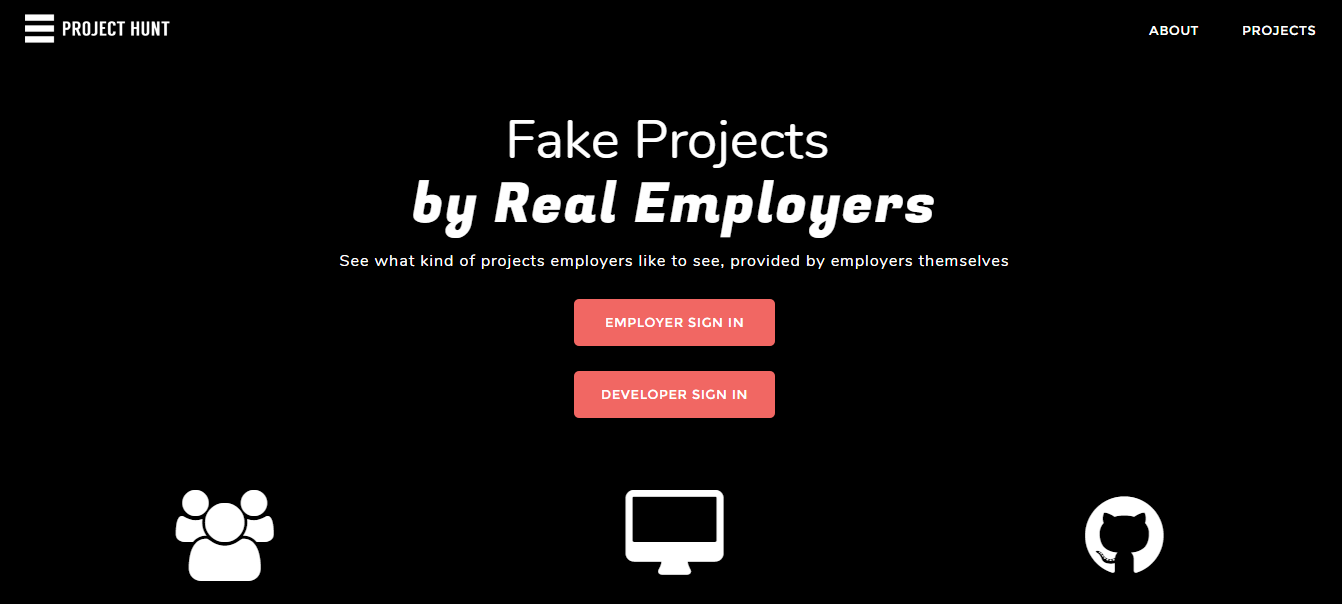 PROJECT HUNT
ABOUT
PROJECTS
Fake Projects
by Real Employers
See what kind of projects employers like to see, provided by employers themselves
EMPLOYER SIGN IN
DEVELOPER SIGN IN